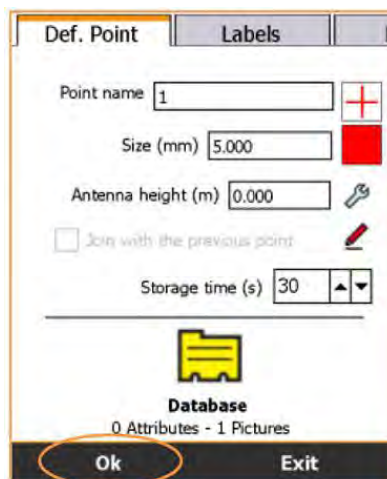 Def. Point Labels
Point name 1
Size (mm) 5.000
Antenna height (m) 0.000
Join with the previous point
Storage time (s) 30
Database
0 Attributes - 1 Pictures
Ok Exit